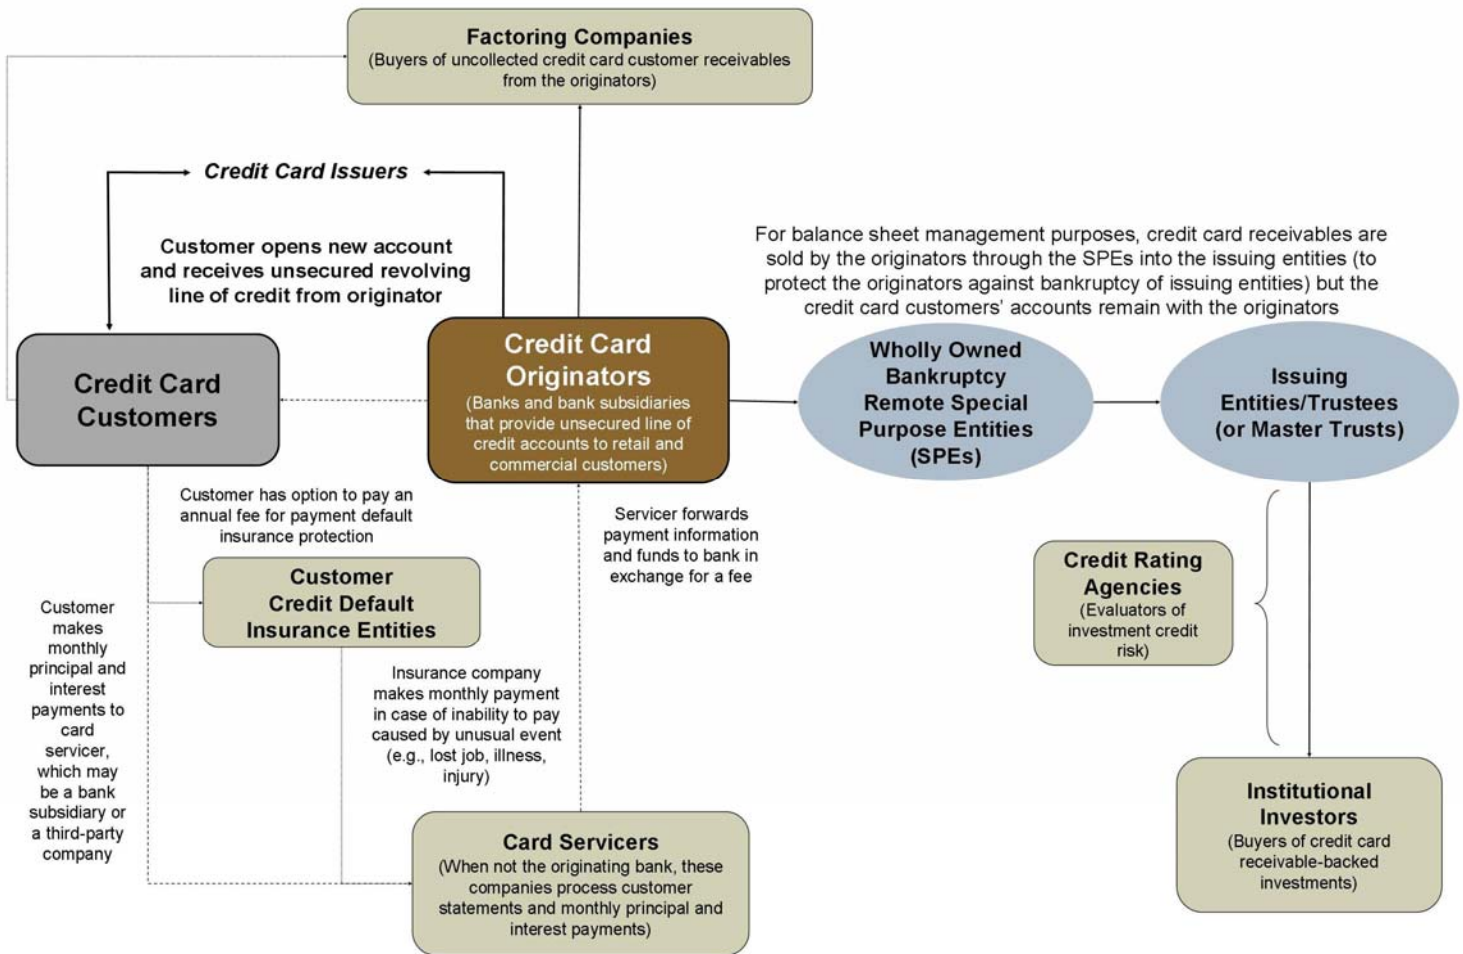 Factoring Companies
(Buyers of uncollected credit card customer receivables
from the originators)
Credit Card Issuers
Customer opens new account
and receives unsecured revolving
line of credit from originator
For balance sheet management purposes, credit card receivables are
sold by the originators through the SPEs into the issuing entities (to
protect the originators against bankruptcy of issuing entities) but the
credit card customers' accounts remain with the originators
Credit Card
Customers
Credit Card
Originators
(Banks and bank subsidiaries
that provide unsecured line of
credit accounts to retail and
commercial customers)
Wholly Owned
Bankruptcy
Remote Special
Purpose Entities
(SPEs)
Issuing
Entities/Trustees
(or Master Trusts)
Customer has option to pay an
annual fee for payment default
insurance protection
Servicer forwards
payment information
and funds to bank in
exchange for a fee
Customer
Credit Default
Insurance Entities
Credit Rating
Agencies
(Evaluators of
investment credit
risk)
Customer
makes
monthly
principal and
interest
payments to
card
servicer,
which may
be a bank
subsidiary or
a third-party
company
Insurance company
makes monthly payment
in case of inability to pay
caused by unusual event
(e.g., lost job, illness,
injury)
Card Servicers
(When not the originating bank, these
companies process customer
statements and monthly principal and
interest payments)
Institutional
Investors
(Buyers of credit card
receivable-backed
investments)